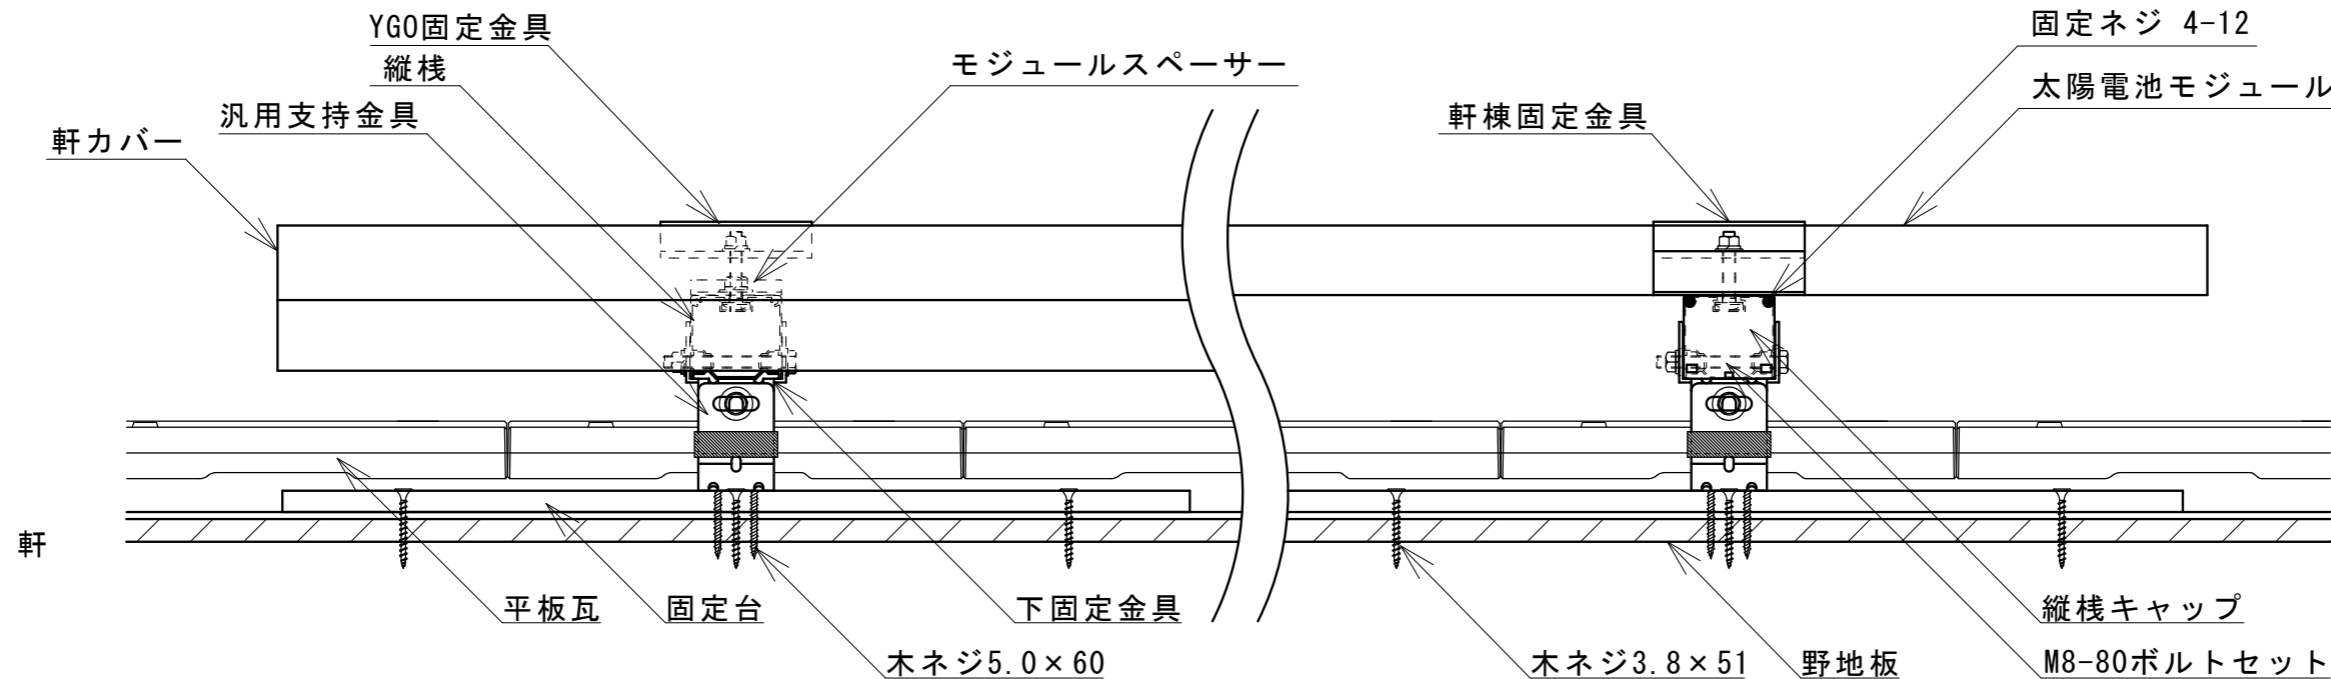 YGO固定金具
縦桟
汎用支持金具
軒カバー
モジュールスペーサー
固定ネジ 4-12
太陽電池モジュール
軒棟固定金具
軒
平板瓦
固定台
下固定金具
木ネジ5.0×60
木ネジ3.8×51
野地板
縦桟キャップ
M8-80ボルトセット